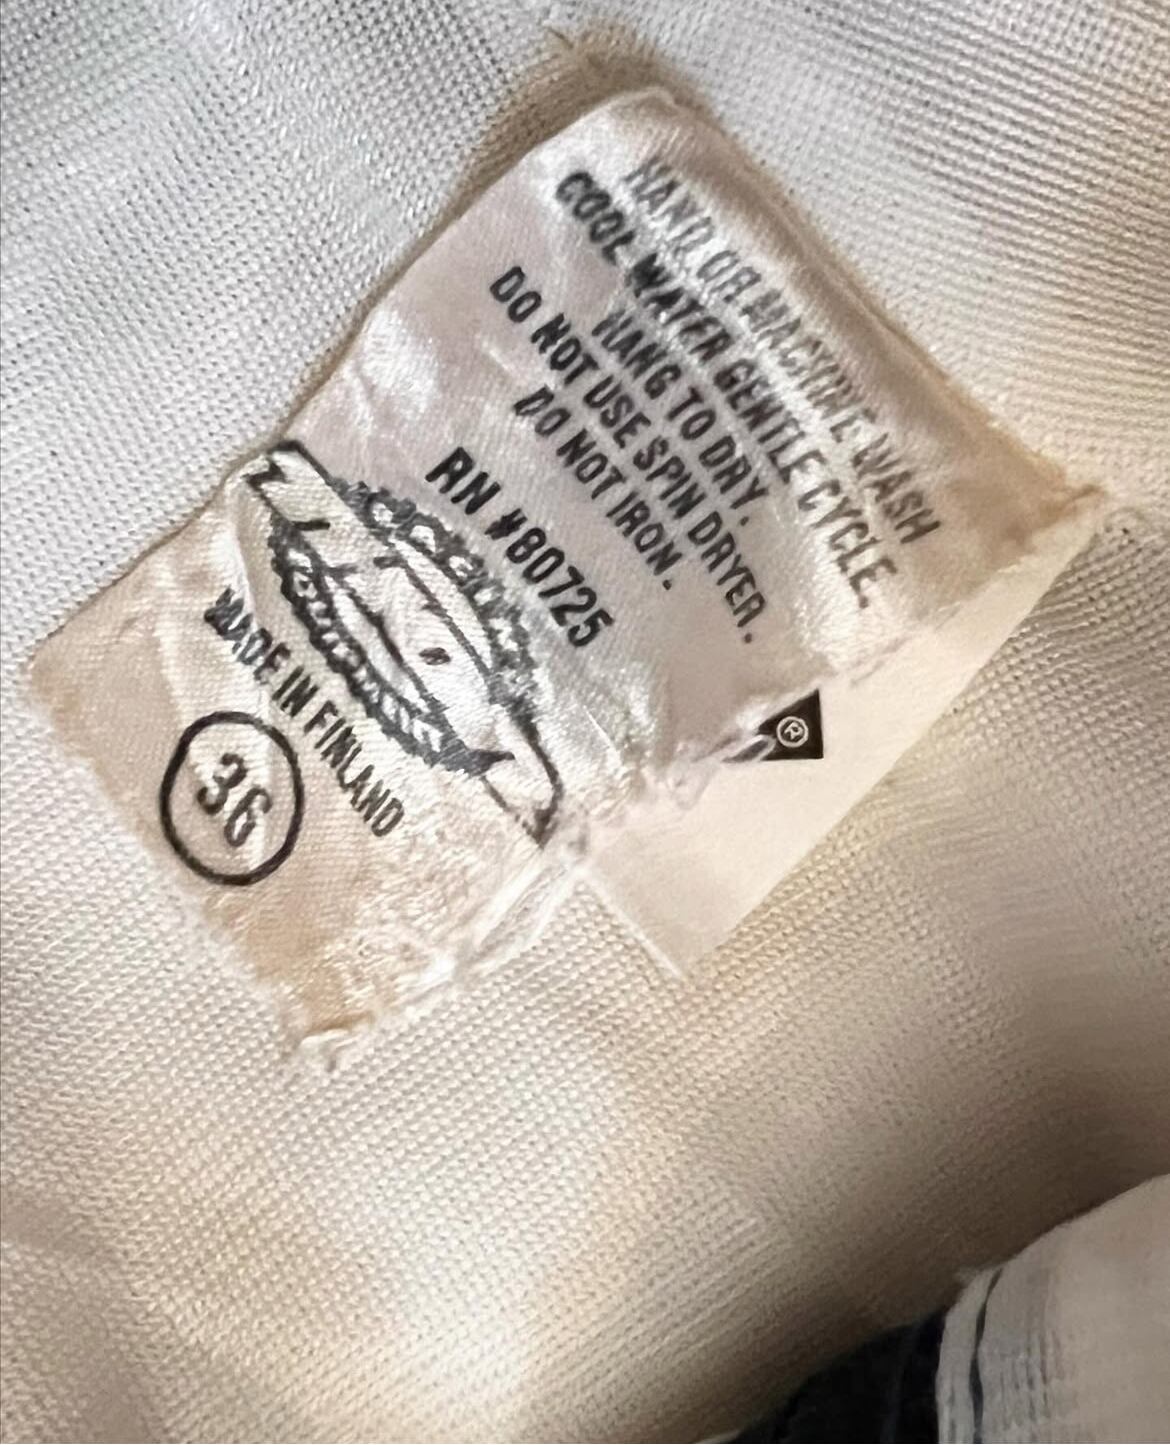 HAND OR MACHINE WASH
COOL WATER GENTLE CYCLE.
HANG TO DRY.
DO NOT USE SPIN DRYER.
DO NOT IRON.
RN #80725
MADE IN FINLAND
36
®